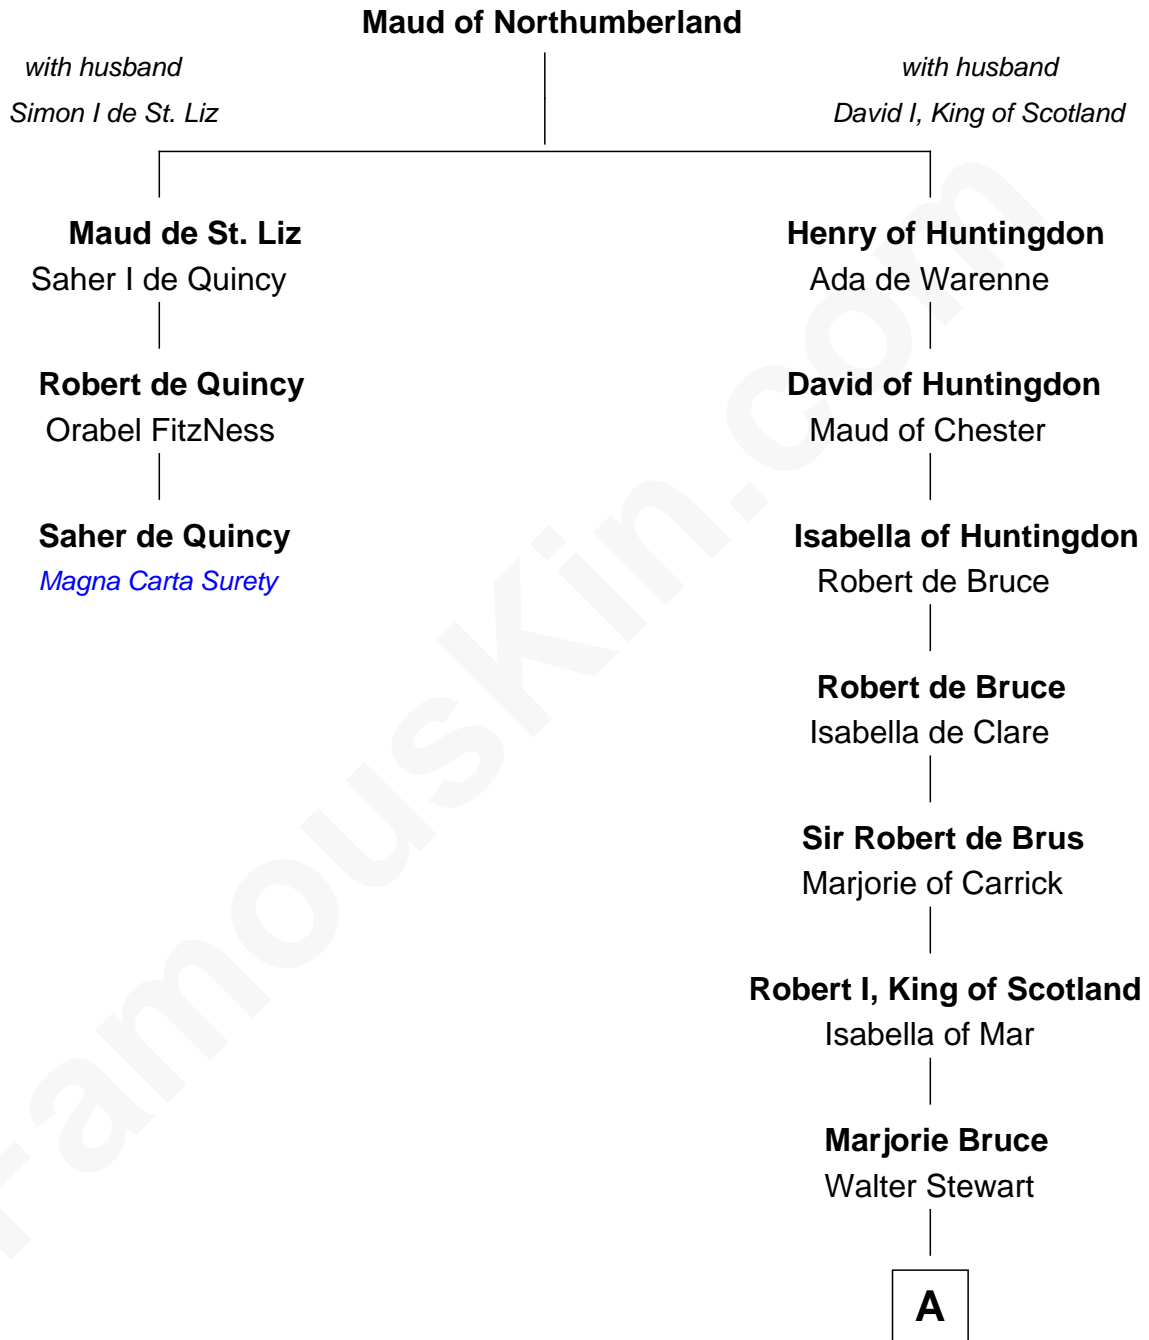 Maud of Northumberland
with husband
Simon I de St. Liz
with husband
David I, King of Scotland
Maud de St. Liz
Saher I de Quincy
Robert de Quincy
Orabel FitzNess
Saher de Quincy
Magna Carta Surety
Henry of Huntingdon
Ada de Warenne
David of Huntingdon
Maud of Chester
Isabella of Huntingdon
Robert de Bruce
Robert de Bruce
Isabella de Clare
Sir Robert de Brus
Marjorie of Carrick
Robert I, King of Scotland
Isabella of Mar
Marjorie Bruce
Walter Stewart
A
FamousKin.com